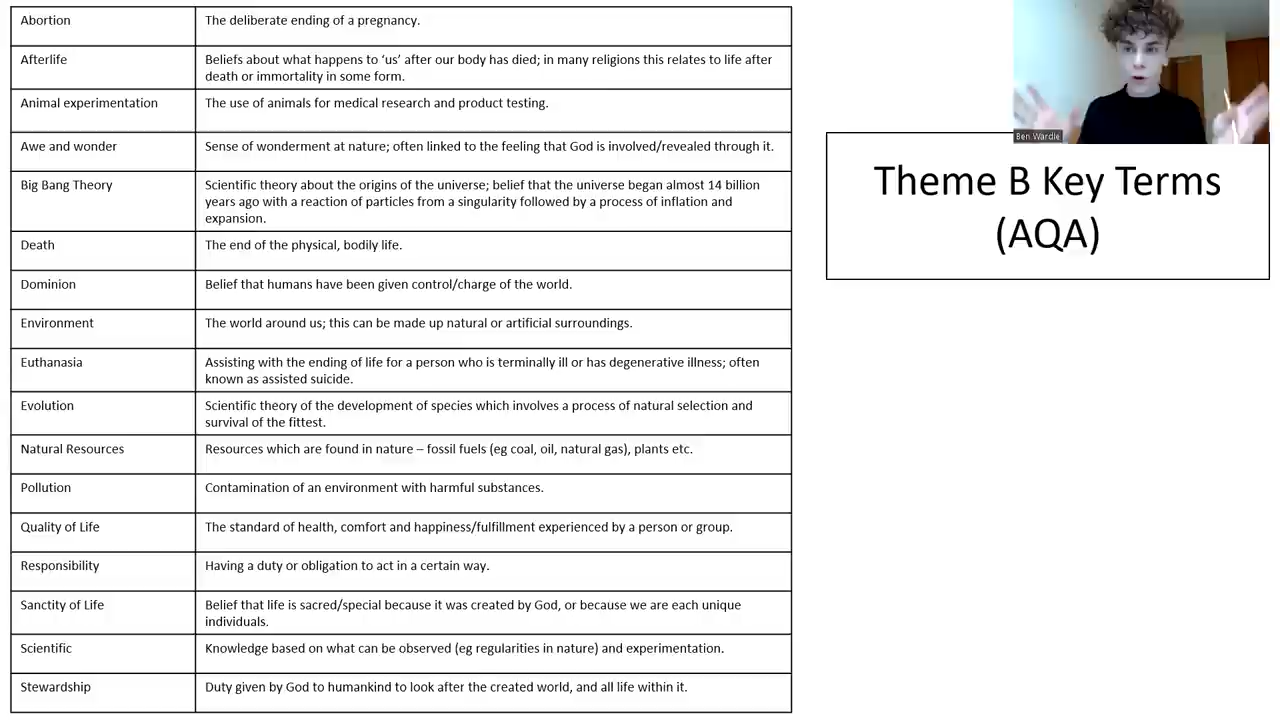 Abortion
The deliberate ending of a pregnancy.
Afterlife
Beliefs about what happens to ‘us’ after our body has died; in many religions this relates to life after
death or immortality in some form.
Animal experimentation
The use of animals for medical research and product testing.
Awe and wonder
Sense of wonderment at nature; often linked to the feeling that God is involved/revealed through it.
Big Bang Theory
Scientific theory about the origins of the universe; belief that the universe began almost 14 billion
years ago with a reaction of particles from a singularity followed by a process of inflation and
expansion.
Death
The end of the physical, bodily life.
Dominion
Belief that humans have been given control/charge of the world.
Environment
The world around us; this can be made up natural or artificial surroundings.
Euthanasia
Assisting with the ending of life for a person who is terminally ill or has degenerative illness; often
known as assisted suicide.
Evolution
Scientific theory of the development of species which involves a process of natural selection and
survival of the fittest.
Natural Resources
Resources which are found in nature – fossil fuels (eg coal, oil, natural gas), plants etc.
Pollution
Contamination of an environment with harmful substances.
Quality of Life
The standard of health, comfort and happiness/fulfillment experienced by a person or group.
Responsibility
Having a duty or obligation to act in a certain way.
Sanctity of Life
Belief that life is sacred/special because it was created by God, or because we are each unique
individuals.
Scientific
Knowledge based on what can be observed (eg regularities in nature) and experimentation.
Stewardship
Duty given by God to humankind to look after the created world, and all life within it.
Ben Wardle
Theme B Key Terms
(AQA)